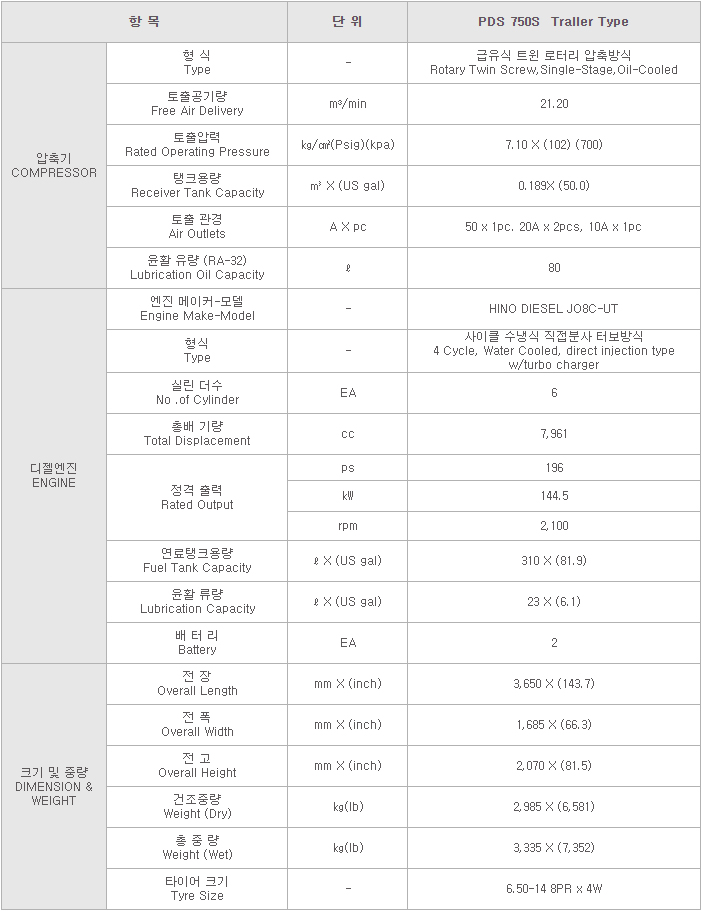 항 목 단 위 PDS 750S Traller Type
압축기
COMPRESSOR
형 식
Type
-
급유식 트윈 로터리 압축방식
Rotary Twin Screw,Single-Stage,Oil-Cooled
토출공기량
Free Air Delivery
m³/min
21.20
토출압력
Rated Operating Pressure
㎏/㎠(Psig)(kpa)
7.10 X (102) (700)
탱크용량
Receiver Tank Capacity
㎥ X (US gal)
0.189X (50.0)
토출 관경
Air Outlets
A X pc
50 x 1pc. 20A x 2pcs, 10A x 1pc
윤활 유량 (RA-32)
Lubrication Oil Capacity
ℓ
80
디젤엔진
ENGINE
엔진 메이커-모델
Engine Make-Model
-
HINO DIESEL JO8C-UT
형식
Type
-
사이클 수냉식 직접분사 터보방식
4 Cycle, Water Cooled, direct injection type
w/turbo charger
실린 더수
No .of Cylinder
EA
6
총배 기량
Total Displacement
cc
7,961
정격 출력
Rated Output
ps
196
㎾
144.5
rpm
2,100
연료탱크용량
Fuel Tank Capacity
ℓ X (US gal)
310 X (81.9)
윤활 류량
Lubrication Capacity
ℓ X (US gal)
23 X (6.1)
배 터 리
Battery
EA
2
크기 및 중량
DIMENSION &
WEIGHT
전 장
Overall Length
mm X (inch)
3,650 X (143.7)
전 폭
Overall Width
mm X (inch)
1,685 X (66.3)
전 고
Overall Height
mm X (inch)
2,070 X (81.5)
건조중량
Weight (Dry)
㎏(lb)
2,985 X (6,581)
총 중 량
Weight (Wet)
㎏(lb)
3,335 X (7,352)
타이어 크기
Tyre Size
-
6.50-14 8PR x 4W